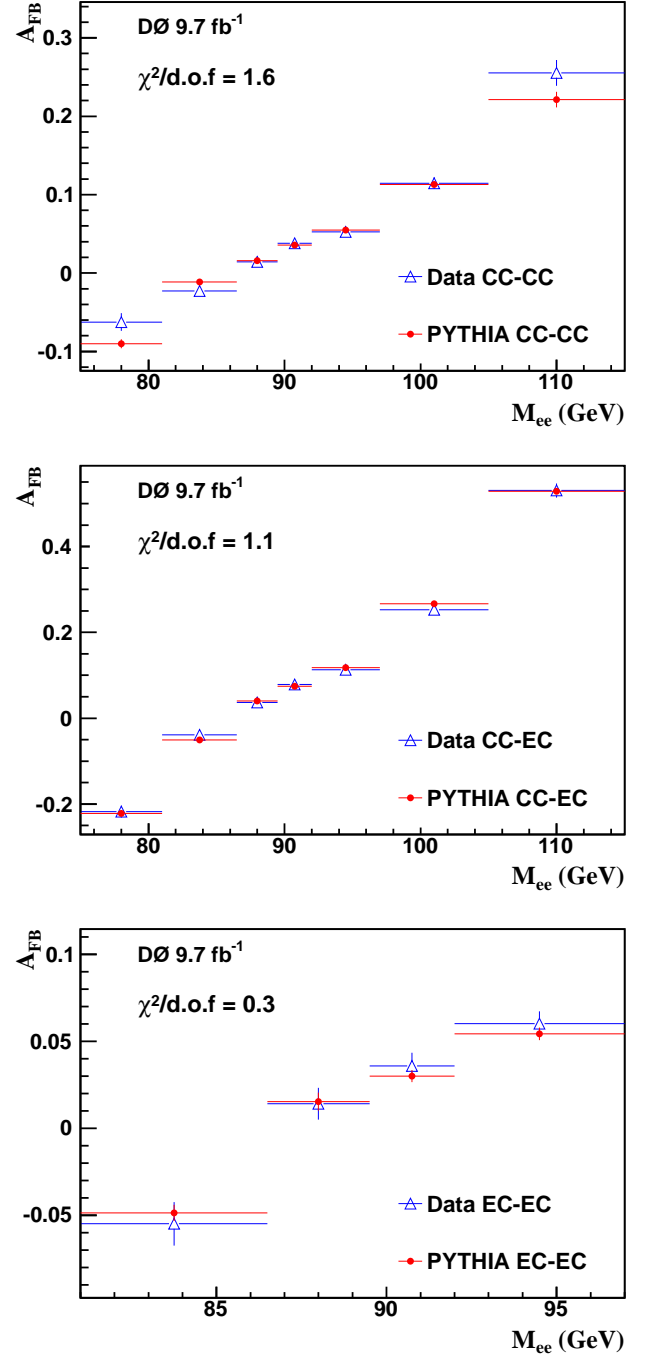 A_FB
DØ 9.7 fb⁻¹
χ²/d.o.f = 1.6
0.3
0.2
0.1
0
-0.1
Data CC-CC
PYTHIA CC-CC
80 90 100 110
M_ee (GeV)
A_FB
DØ 9.7 fb⁻¹
χ²/d.o.f = 1.1
0.4
0.2
0
-0.2
Data CC-EC
PYTHIA CC-EC
80 90 100 110
M_ee (GeV)
A_FB
DØ 9.7 fb⁻¹
χ²/d.o.f = 0.3
0.1
0.05
0
-0.05
Data EC-EC
PYTHIA EC-EC
85 90 95
M_ee (GeV)